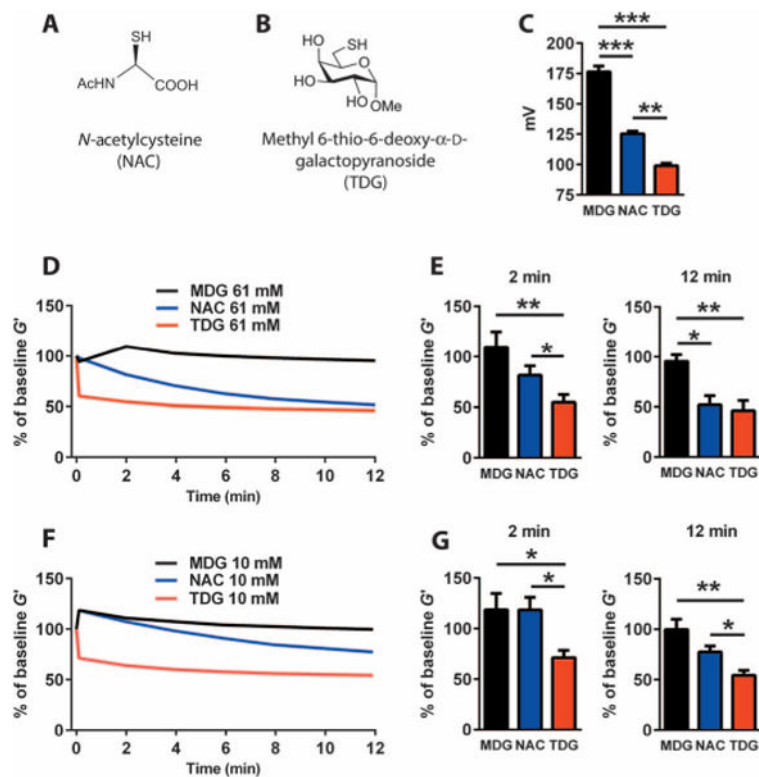 A
SH
AcHN
COOH
N-acetylcysteine
(NAC)
B
HO
SH
O
HO
HO
OMe
Methyl 6-thio-6-deoxy-α-D-
galactopyranoside
(TDG)
C
***
***
**
200
175
150
125
100
75
mV
MDG NAC TDG
D
MDG 61 mM
NAC 61 mM
TDG 61 mM
150
100
50
0
% of baseline G'
0 2 4 6 8 10 12
Time (min)
E
2 min
**
*
150
100
50
0
% of baseline G'
MDG NAC TDG
12 min
**
*
150
100
50
0
% of baseline G'
MDG NAC TDG
F
MDG 10 mM
NAC 10 mM
TDG 10 mM
150
100
50
0
% of baseline G'
0 2 4 6 8 10 12
Time (min)
G
2 min
*
*
150
100
50
0
% of baseline G'
MDG NAC TDG
12 min
**
*
150
100
50
0
% of baseline G'
MDG NAC TDG